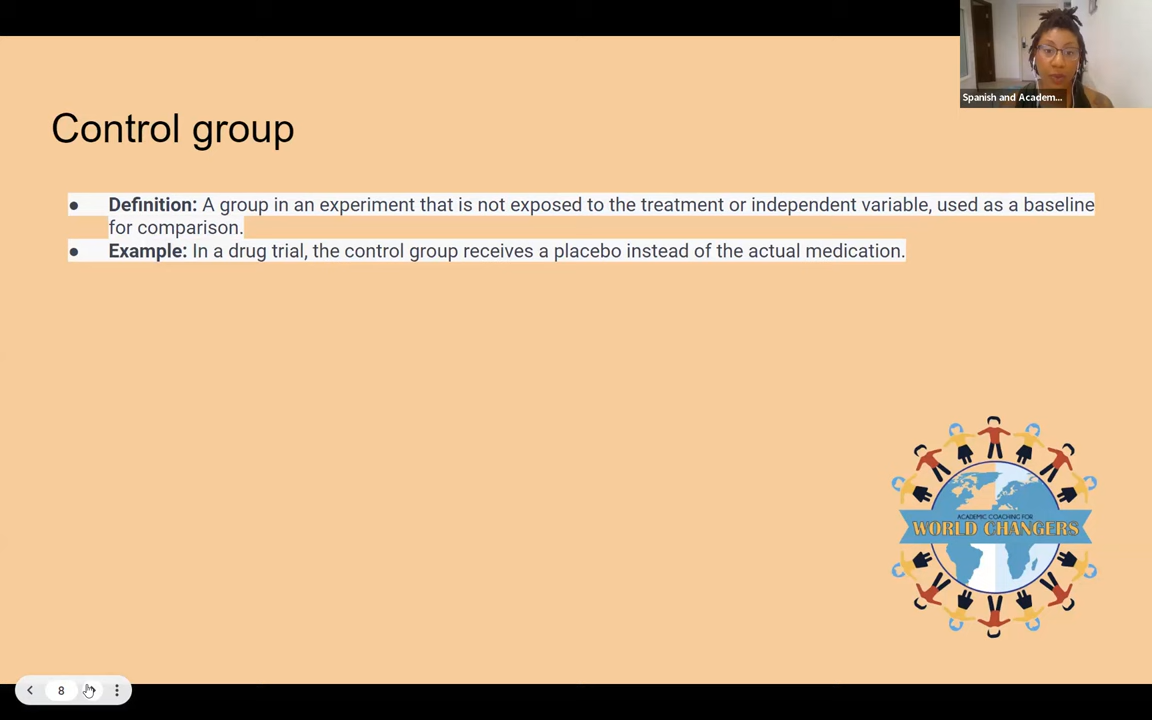 Spanish and Academ...
Control group
● Definition: A group in an experiment that is not exposed to the treatment or independent variable, used as a baseline
for comparison.
● Example: In a drug trial, the control group receives a placebo instead of the actual medication.
ACADEMIC COACHING FOR
WORLD CHANGERS
8